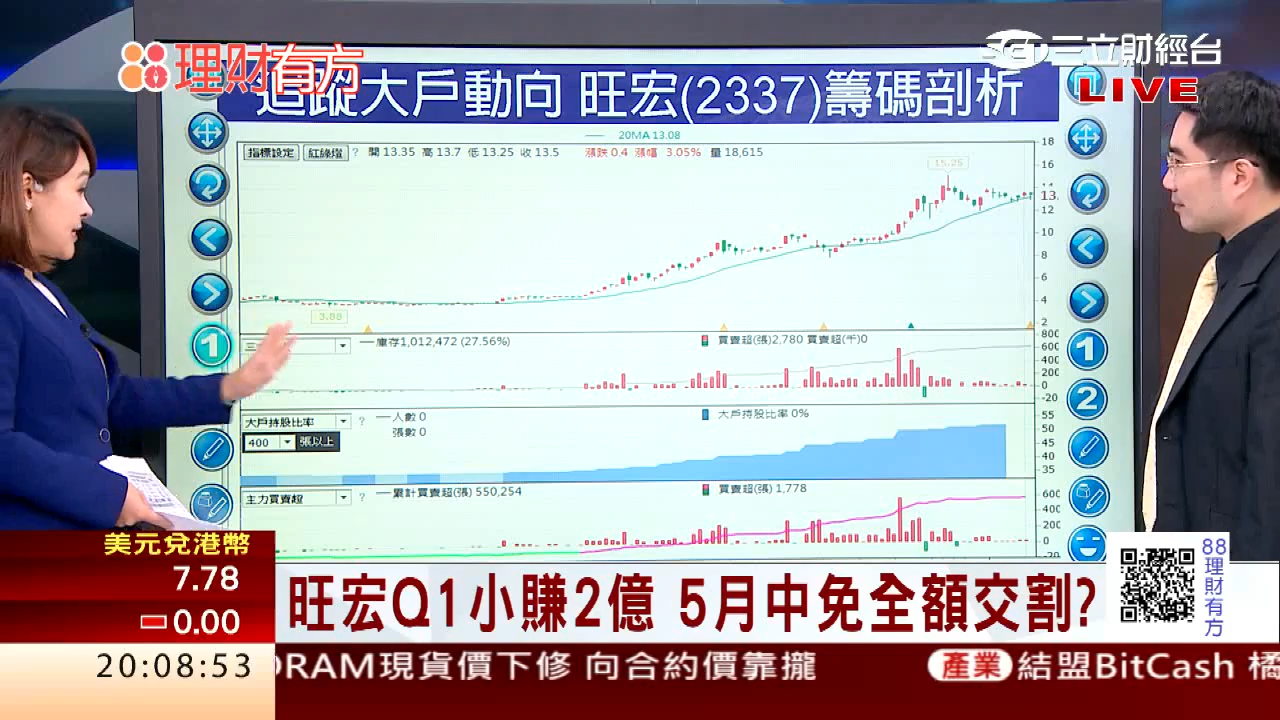 88理財有方
三立財經台
LIVE
追蹤大戶動向 旺宏(2337)籌碼剖析
20MA 13.08
指標設定 紅綠燈 ? 開 13.35 高 13.7 低 13.25 收 13.5 漲跌 0.4 漲幅 3.05% 量 18,615
15.25
3.88
18
16
14
13.
12
10
8
6
4
2
庫存1,012,472 (27.56%) 買賣超(張)2,780 買賣超(千)0
800
600
400
200
0
-20
大戶持股比率 ? 人數 0 大戶持股比率 0%
400 張以上 張數 0
55
50
45
40
35
主力買賣超 ? 累計買賣超(張) 550,254 買賣超(張) 1,778
600
400
200
0
-20
1
1
2
美元兌港幣
7.78
0.00
旺宏Q1小賺2億 5月中免全額交割?
88理財有方
20:08:53
DRAM現貨價下修 向合約價靠攏 產業 結盟BitCash 橘